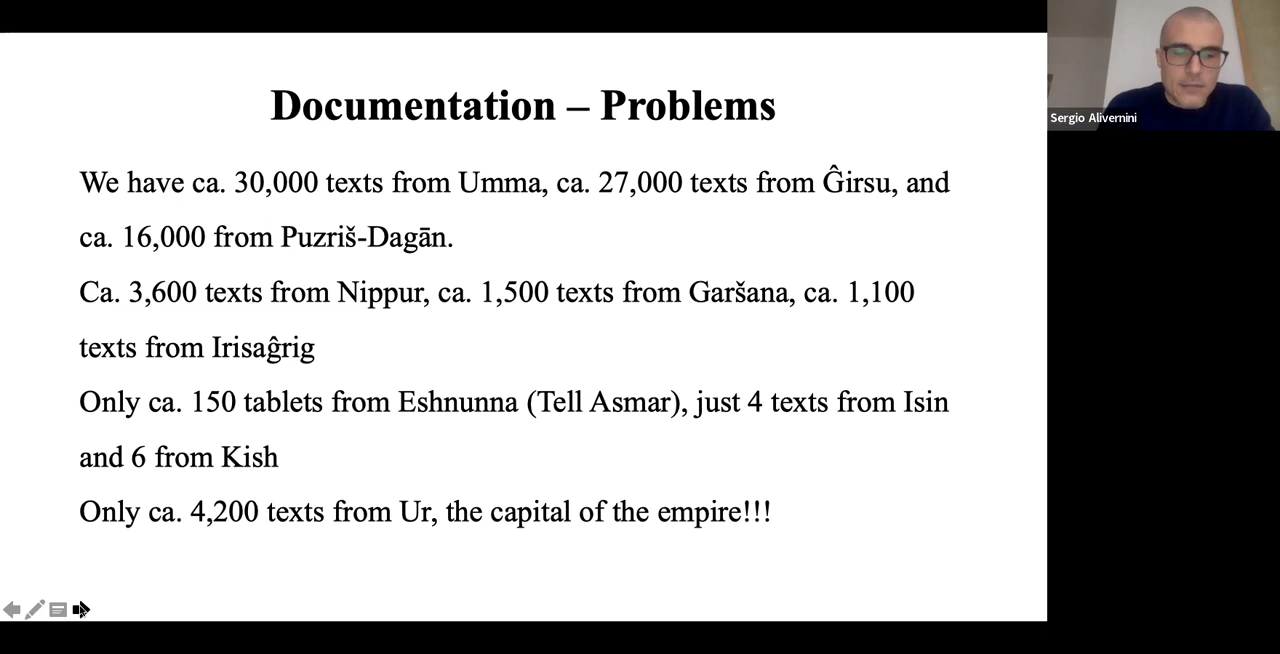 Documentation – Problems
We have ca. 30,000 texts from Umma, ca. 27,000 texts from Ĝirsu, and
ca. 16,000 from Puzriš-Dagān.
Ca. 3,600 texts from Nippur, ca. 1,500 texts from Garšana, ca. 1,100
texts from Irisaĝrig
Only ca. 150 tablets from Eshnunna (Tell Asmar), just 4 texts from Isin
and 6 from Kish
Only ca. 4,200 texts from Ur, the capital of the empire!!!
Sergio Alivernini